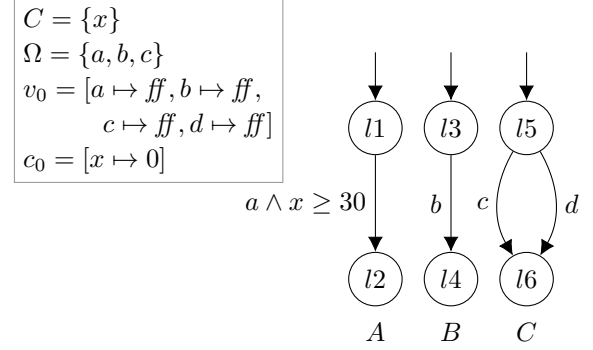 C = {x}
Ω = {a, b, c}
v₀ = [a ↦ ff, b ↦ ff,
c ↦ ff, d ↦ ff]
c₀ = [x ↦ 0]
l1 l3 l5
a ∧ x ≥ 30 b c d
l2 l4 l6
A B C